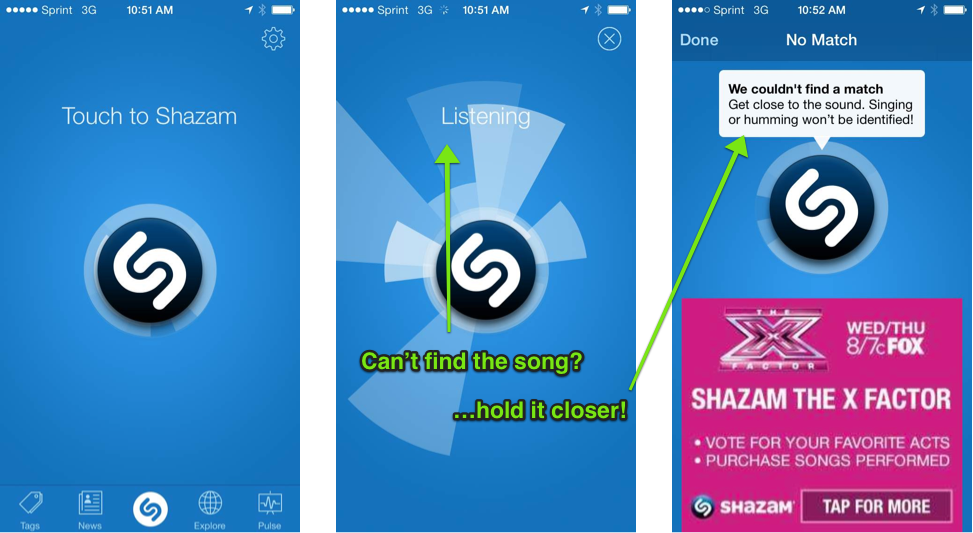 ●●●●● Sprint 3G 10:51 AM
Touch to Shazam
Tags News Explore Pulse
●●●●● Sprint 3G 10:51 AM
Listening
Can't find the song?
...hold it closer!
●●●●○ Sprint 3G 10:52 AM
Done No Match
We couldn't find a match
Get close to the sound. Singing
or humming won't be identified!
THE
X
FACTOR
WED/THU
8/7c FOX
SHAZAM THE X FACTOR
• VOTE FOR YOUR FAVORITE ACTS
• PURCHASE SONGS PERFORMED
SHAZAM TAP FOR MORE